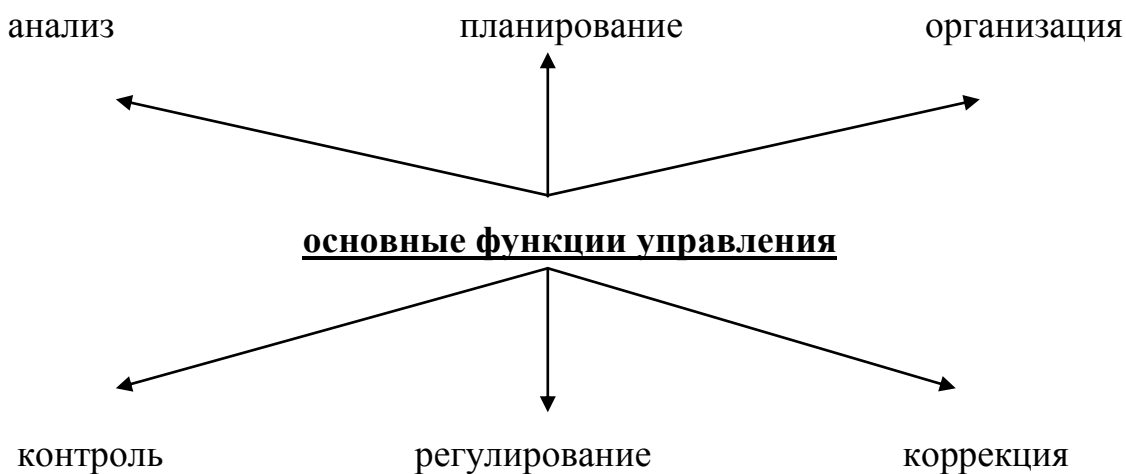 анализ планирование организация
основные функции управления
контроль регулирование коррекция